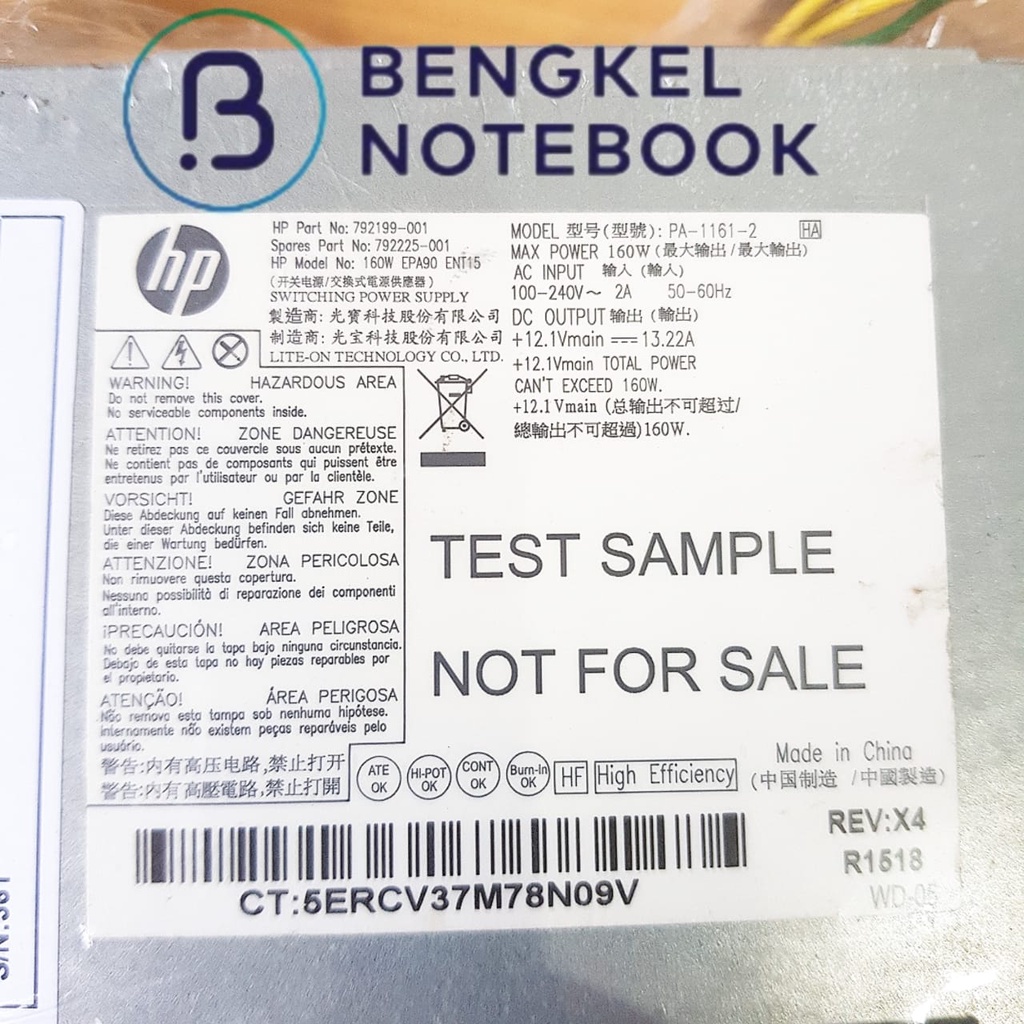 BENGKEL
NOTEBOOK
hp
HP Part No: 792199-001
Spares Part No: 792225-001
HP Model No: 160W EPA90 ENT15
(开关电源/交換式電源供應器)
SWITCHING POWER SUPPLY
製造商: 光寶科技股份有限公司
制造商: 光宝科技股份有限公司
LITE-ON TECHNOLOGY CO., LTD.
MODEL 型号(型號): PA-1161-2 HA
MAX POWER 160W (最大输出/最大輸出)
AC INPUT 输入 (輸入)
100-240V～ 2A 50-60Hz
DC OUTPUT 输出 (輸出)
+12.1Vmain ⎓ 13.22A
+12.1Vmain TOTAL POWER
CAN'T EXCEED 160W.
+12.1Vmain (总输出不可超过/
總輸出不可超過)160W.
WARNING! HAZARDOUS AREA
Do not remove this cover.
No serviceable components inside.
ATTENTION! ZONE DANGEREUSE
Ne retirez pas ce couvercle sous aucun prétexte.
Ne contient pas de composants qui puissent être
entretenus par l'utilisateur ou par la clientèle.
VORSICHT! GEFAHR ZONE
Diese Abdeckung auf keinen Fall abnehmen.
Unter dieser Abdeckung befinden sich keine Teile,
die einer Wartung bedürfen.
ATTENZIONE! ZONA PERICOLOSA
Non rimuovere questa copertura.
Nessuna possibilità di reparazione dei componenti
all'interno.
¡PRECAUCIÓN! AREA PELIGROSA
No debe quitarse la tapa bajo ninguna circunstancia.
Debajo de esta tapa no hay piezas reparables por
el propietario.
ATENÇÃO! ÁREA PERIGOSA
Não remova esta tampa sob nenhuma hipótese.
internamente não existem peças reparáveis pelo
usuário.
警告:内有高压电路,禁止打开
警告:內有高壓電路,禁止打開
TEST SAMPLE
NOT FOR SALE
ATE OK
HI-POT OK
CONT OK
Burn-In OK
HF
High Efficiency
Made in China
(中国制造 /中國製造)
REV:X4
R1518
WD-05
CT:5ERCV37M78N09V